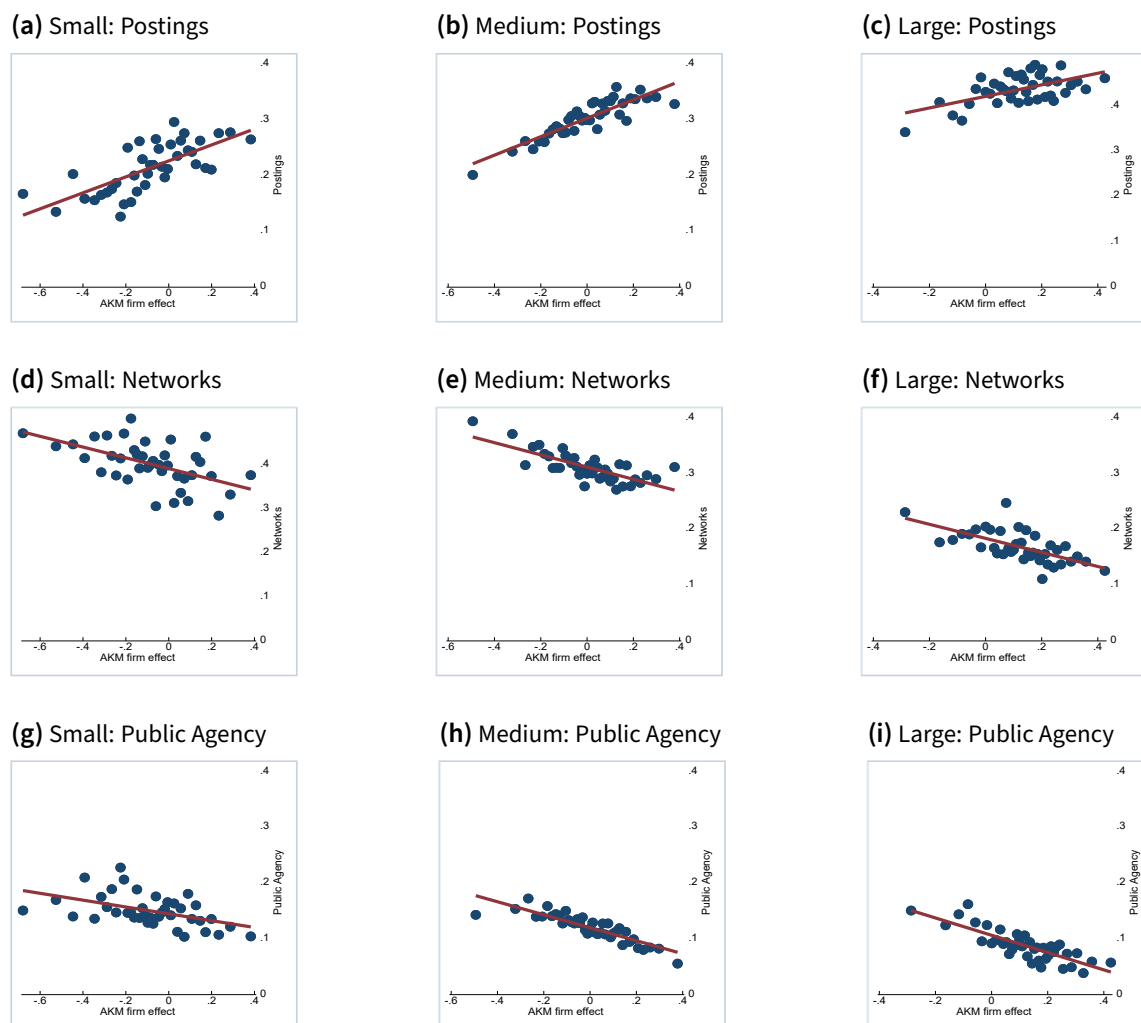 (a) Small: Postings
(b) Medium: Postings
(c) Large: Postings
.4
.3
.2
.1
0
Postings
-.6 -.4 -.2 0 .2 .4
AKM firm effect
.4
.3
.2
.1
0
Postings
-.6 -.4 -.2 0 .2 .4
AKM firm effect
.4
.3
.2
.1
0
Postings
-.4 -.2 0 .2 .4
AKM firm effect
(d) Small: Networks
(e) Medium: Networks
(f) Large: Networks
.4
.3
.2
.1
0
Networks
-.6 -.4 -.2 0 .2 .4
AKM firm effect
.4
.3
.2
.1
0
Networks
-.6 -.4 -.2 0 .2 .4
AKM firm effect
.4
.3
.2
.1
0
Networks
-.4 -.2 0 .2 .4
AKM firm effect
(g) Small: Public Agency
(h) Medium: Public Agency
(i) Large: Public Agency
.4
.3
.2
.1
0
Public Agency
-.6 -.4 -.2 0 .2 .4
AKM firm effect
.4
.3
.2
.1
0
Public Agency
-.6 -.4 -.2 0 .2 .4
AKM firm effect
.4
.3
.2
.1
0
Public Agency
-.4 -.2 0 .2 .4
AKM firm effect